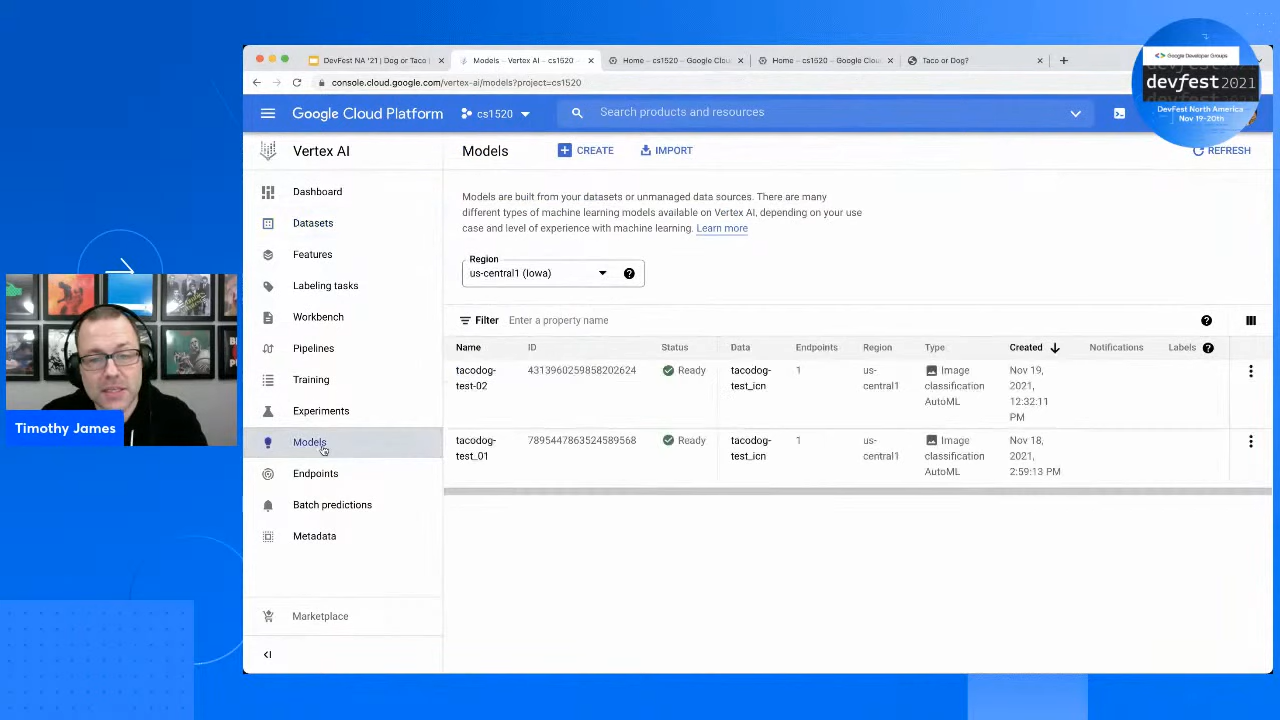 DevFest NA '21 | Dog or Taco
Models – Vertex AI – cs1520
Home – cs1520 – Google Clou
Home – cs1520 – Google Clou
Taco or Dog?
console.cloud.google.com/vertex-ai/models?project=cs1520
Google Developer Groups
devfest 2021
DevFest North America
Nov 19-20th
Google Cloud Platform
cs1520
Search products and resources
Vertex AI
Models
CREATE
IMPORT
REFRESH
Dashboard
Datasets
Features
Labeling tasks
Workbench
Pipelines
Training
Experiments
Models
Endpoints
Batch predictions
Metadata
Marketplace
Models are built from your datasets or unmanaged data sources. There are many
different types of machine learning models available on Vertex AI, depending on your use
case and level of experience with machine learning. Learn more
Region
us-central1 (Iowa)
Filter Enter a property name
Name ID Status Data Endpoints Region Type Created Notifications Labels
tacodog- 4313960259858202624 Ready tacodog- 1 us- Image Nov 19,
test-02 test_icn central1 classification 2021,
AutoML 12:32:11
PM
tacodog- 7895447863524589568 Ready tacodog- 1 us- Image Nov 18,
test_01 test_icn central1 classification 2021,
AutoML 2:59:13 PM
Timothy James